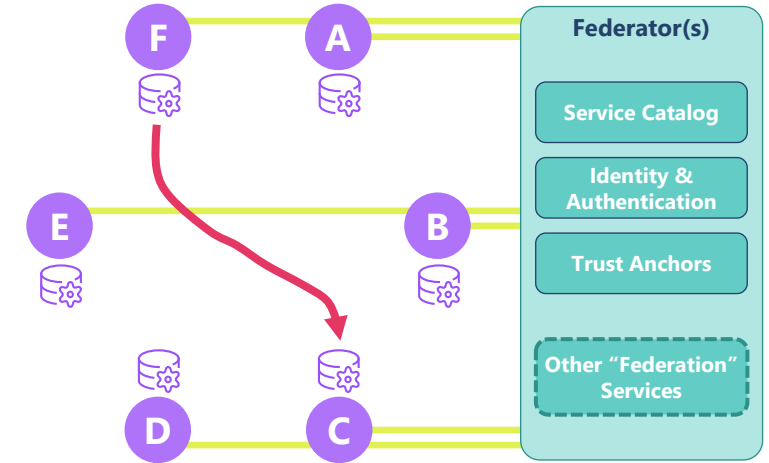 F
A
Federator(s)
Service Catalog
Identity &
Authentication
E
B
Trust Anchors
Other “Federation”
Services
D
C